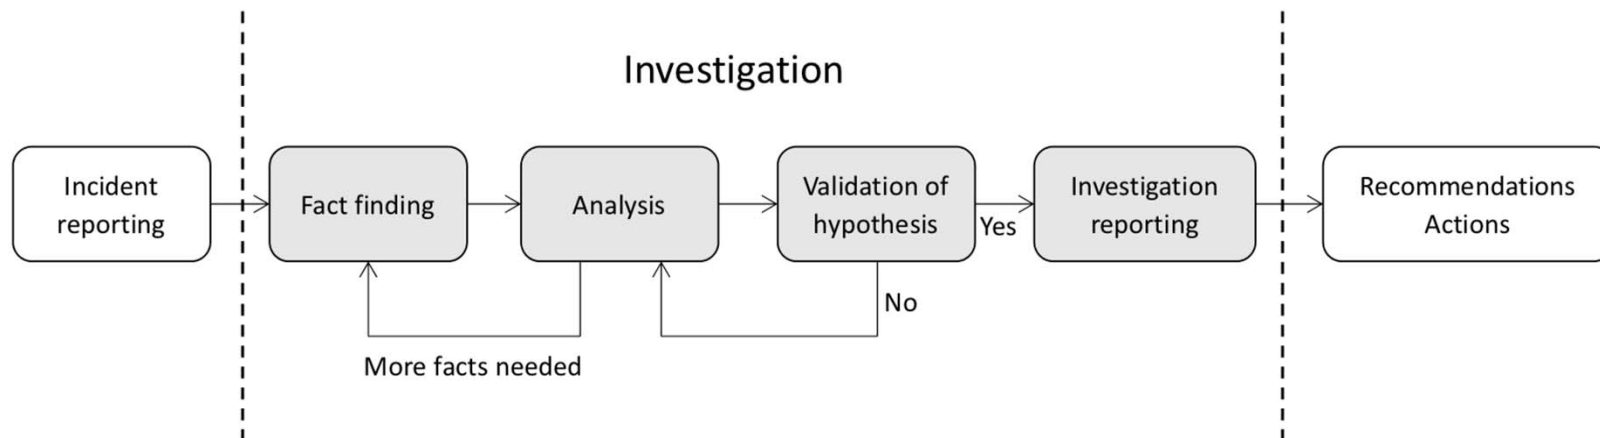 Investigation
Incident
reporting
Fact finding
Analysis
Validation of
hypothesis
Yes
Investigation
reporting
Recommendations
Actions
No
More facts needed